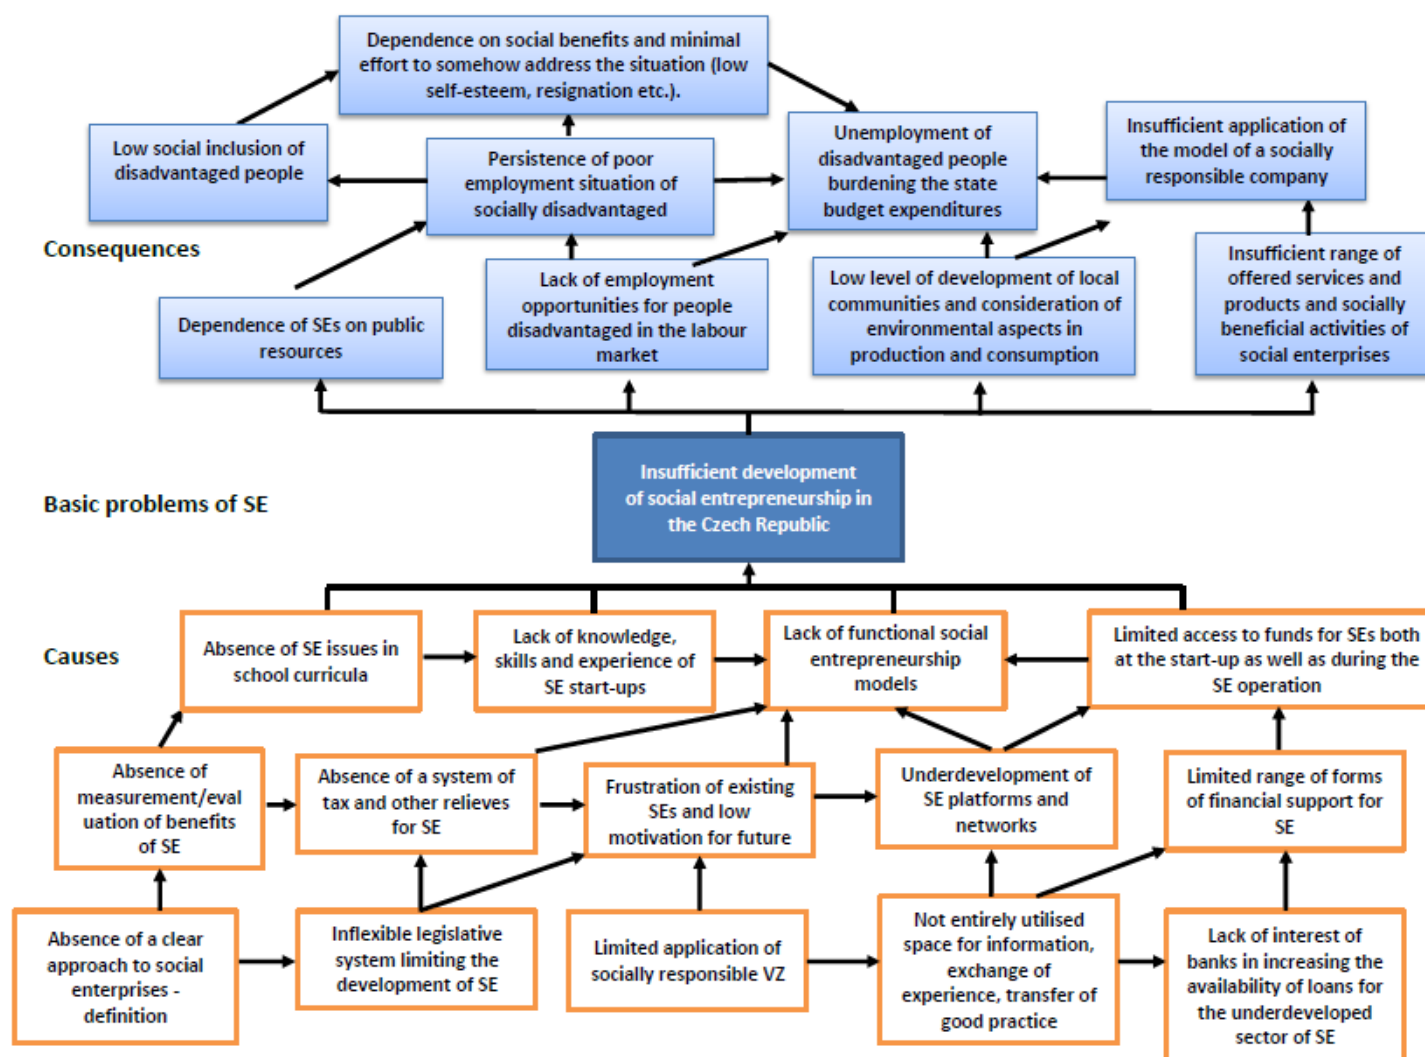 Dependence on social benefits and minimal
effort to somehow address the situation (low
self-esteem, resignation etc.).
Low social inclusion of
disadvantaged people
Persistence of poor
employment situation of
socially disadvantaged
Unemployment of
disadvantaged people
burdening the state
budget expenditures
Insufficient application of
the model of a socially
responsible company
Consequences
Dependence of SEs on public
resources
Lack of employment
opportunities for people
disadvantaged in the labour
market
Low level of development of local
communities and consideration of
environmental aspects in
production and consumption
Insufficient range of
offered services and
products and socially
beneficial activities of
social enterprises
Basic problems of SE
Insufficient development
of social entrepreneurship in
the Czech Republic
Causes
Absence of SE issues in
school curricula
Lack of knowledge,
skills and experience of
SE start-ups
Lack of functional social
entrepreneurship
models
Limited access to funds for SEs both
at the start-up as well as during the
SE operation
Absence of
measurement/eval
uation of benefits
of SE
Absence of a system of
tax and other relieves
for SE
Frustration of existing
SEs and low
motivation for future
Underdevelopment of
SE platforms and
networks
Limited range of forms
of financial support for
SE
Absence of a clear
approach to social
enterprises -
definition
Inflexible legislative
system limiting the
development of SE
Limited application of
socially responsible VZ
Not entirely utilised
space for information,
exchange of
experience, transfer of
good practice
Lack of interest of
banks in increasing the
availability of loans for
the underdeveloped
sector of SE